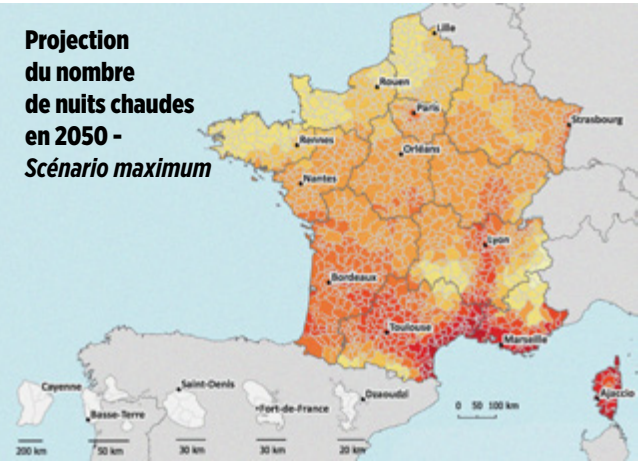 Projection
du nombre
de nuits chaudes
en 2050 -
Scénario maximum
Lille
Rouen
Paris
Strasbourg
Rennes
Orléans
Nantes
Lyon
Bordeaux
Toulouse
Marseille
Ajaccio
Cayenne
Saint-Denis
Dzaoudzi
Basse-Terre
Fort-de-France
0 50 100 km
200 km
50 km
30 km
30 km
20 km